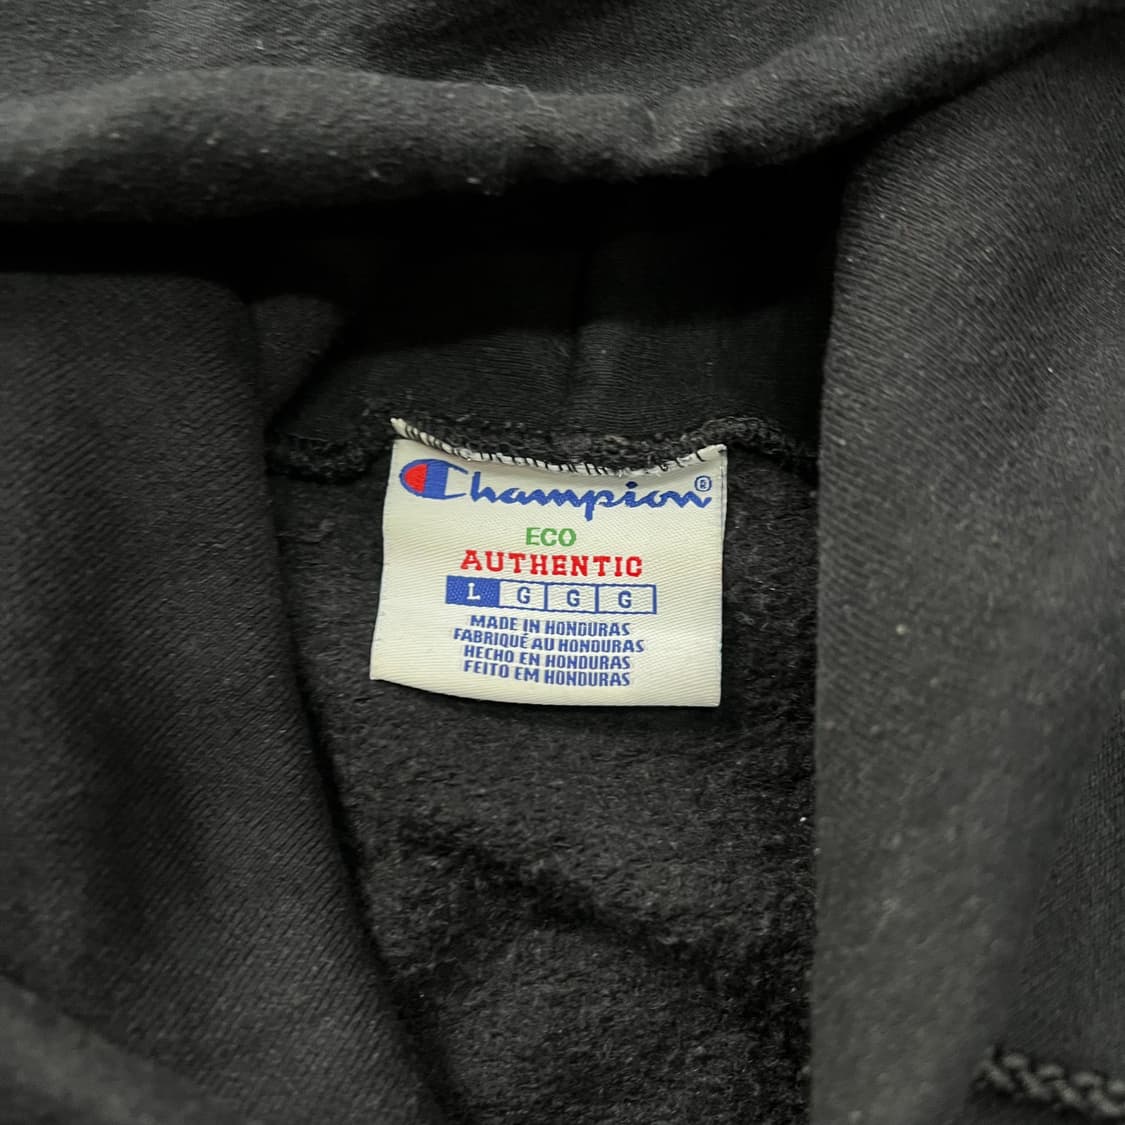 Champion®
ECO
AUTHENTIC
L G G G
MADE IN HONDURAS
FABRIQUÉ AU HONDURAS
HECHO EN HONDURAS
FEITO EM HONDURAS